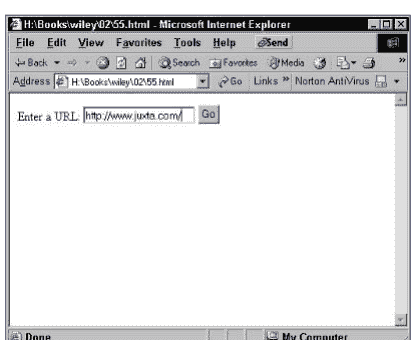 H:\Books\wiley\02\55.html - Microsoft Internet Explorer
File Edit View Favorites Tools Help Send
Back Search Favorites Media »
Address H:\Books\wiley\02\55.html Go Links » Norton AntiVirus
Enter a URL: http://www.juxta.com/ Go
Done My Computer